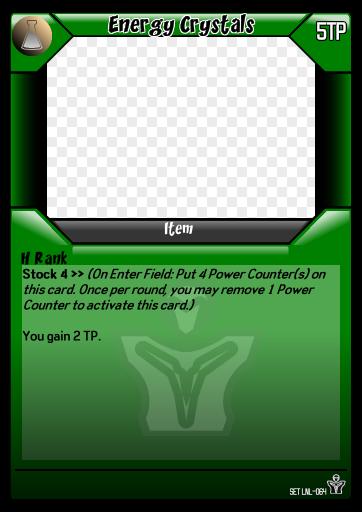 Energy Crystals
5TP
Item
H Rank
Stock 4 >> (On Enter Field: Put 4 Power Counter(s) on
this card. Once per round, you may remove 1 Power
Counter to activate this card.)
You gain 2 TP.
SET LNL-064